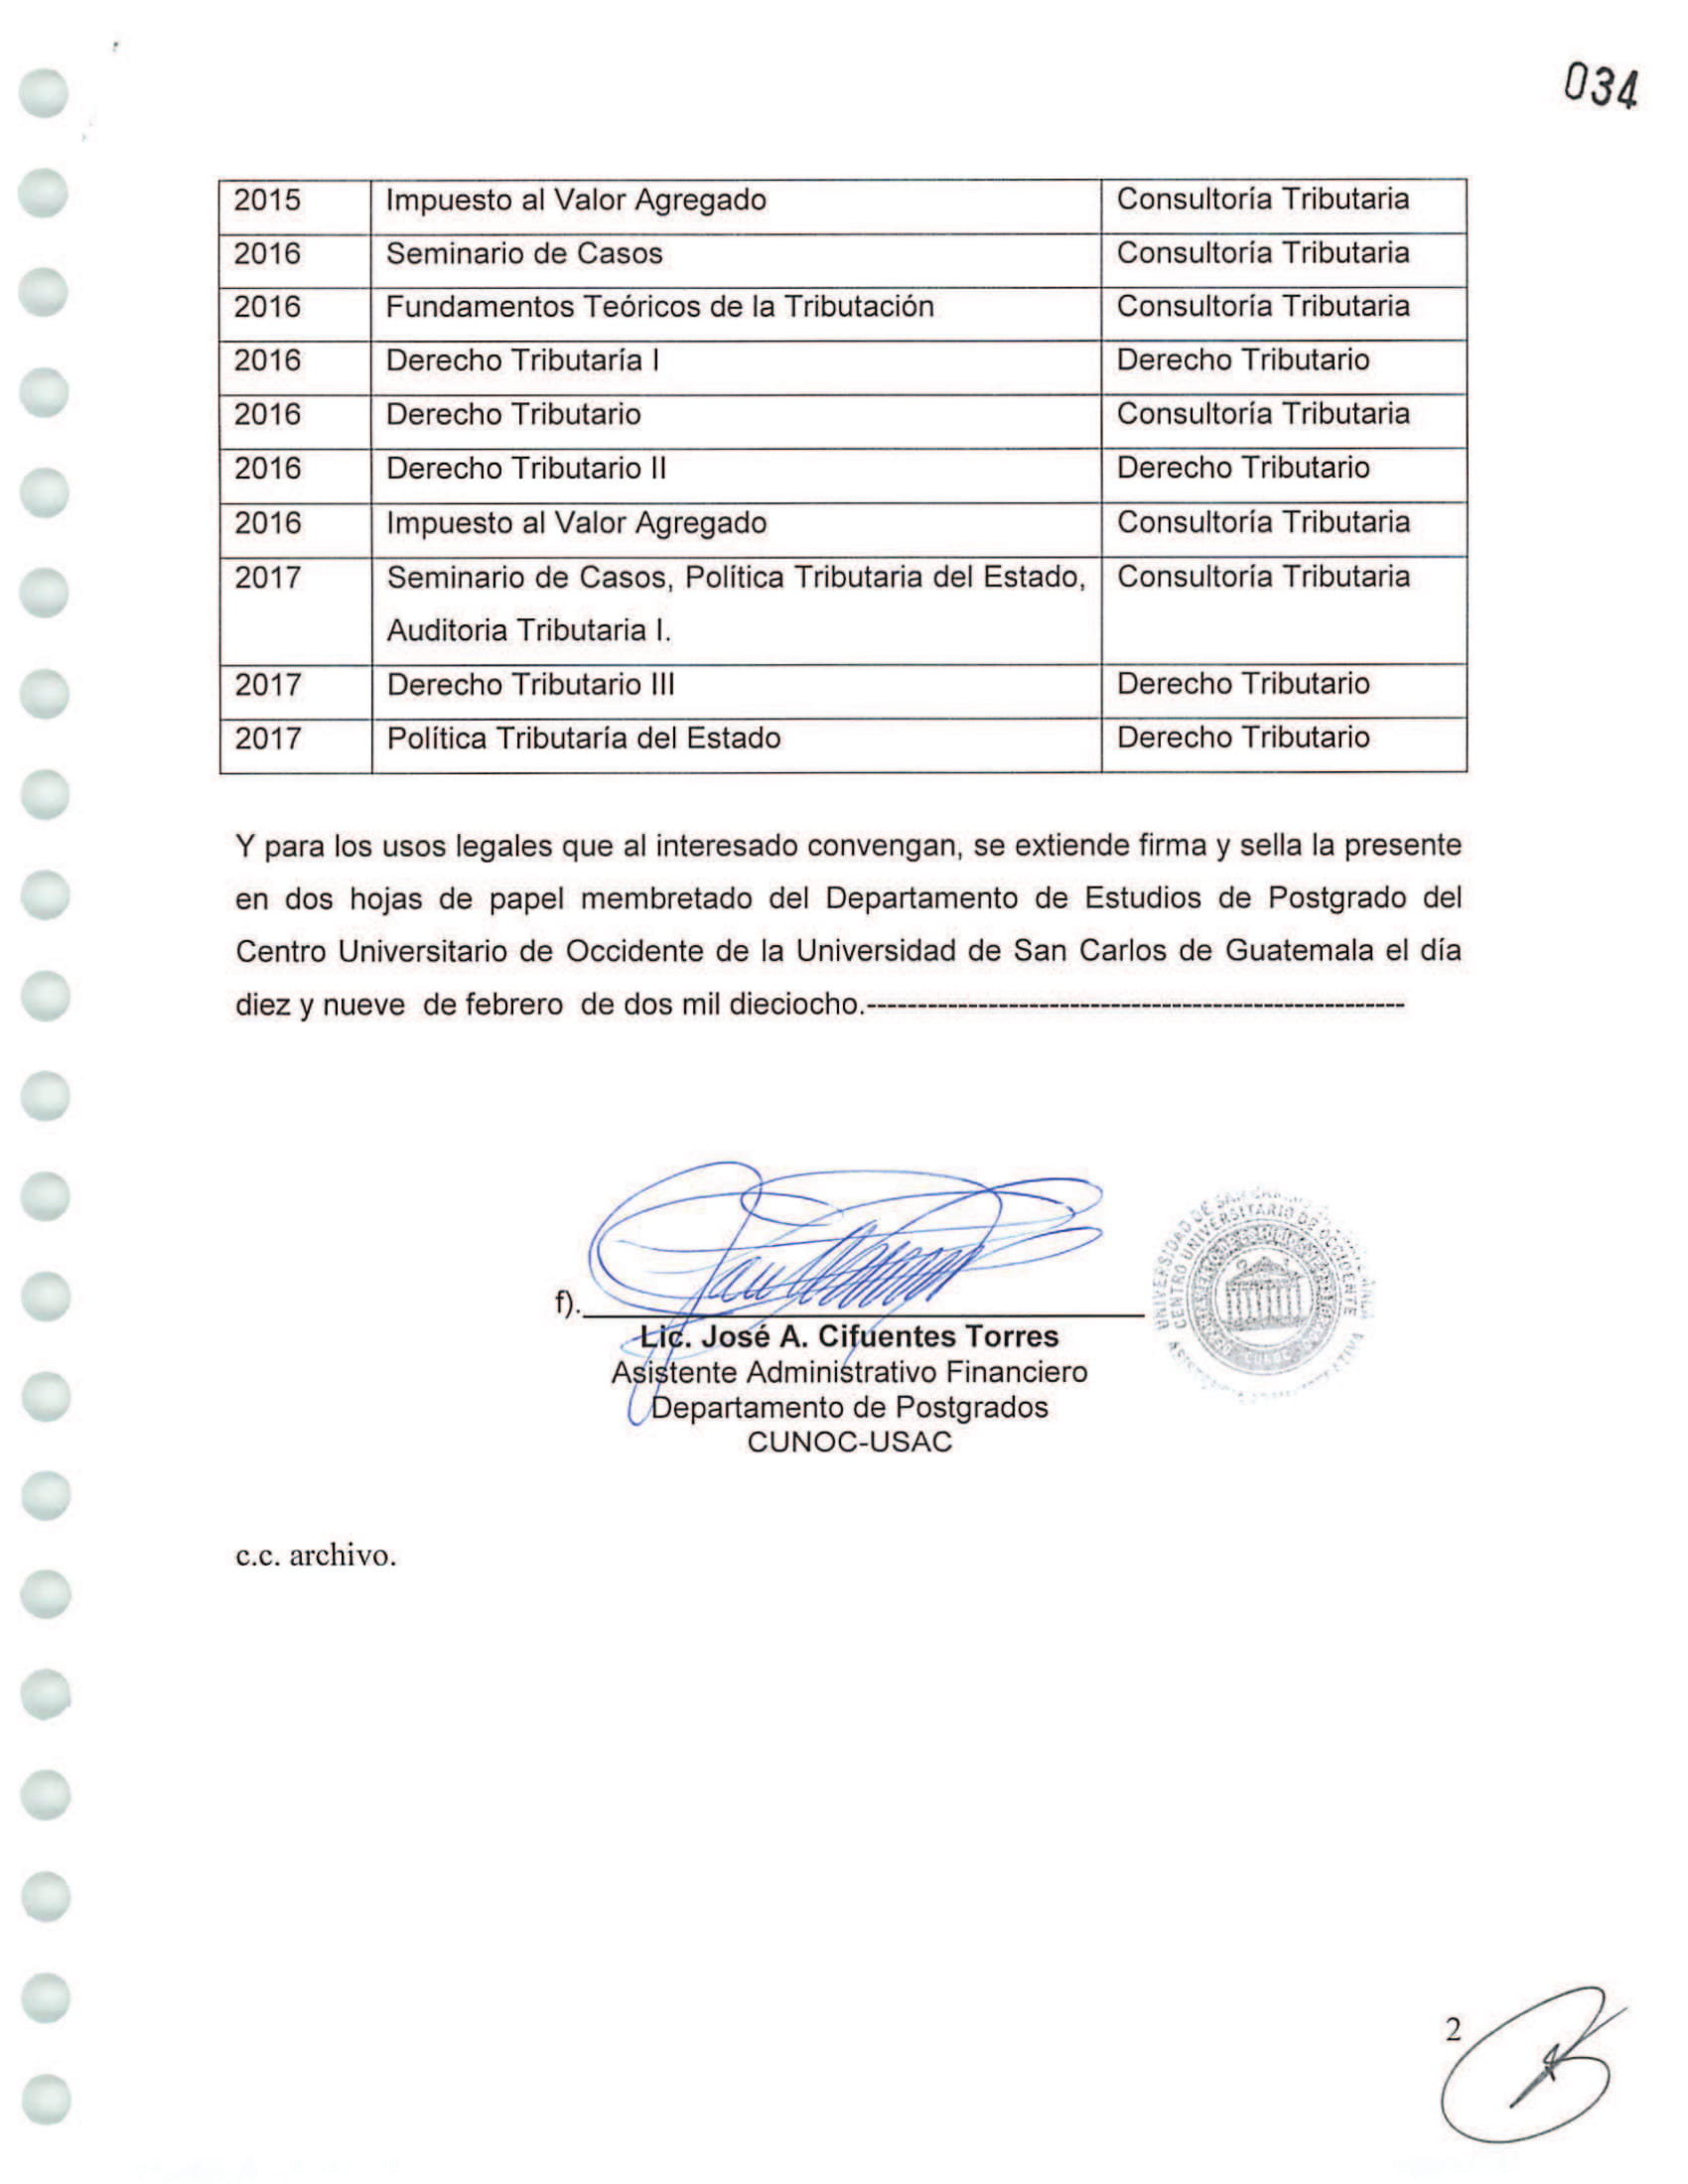 034
2015 Impuesto al Valor Agregado Consultoría Tributaria
2016 Seminario de Casos Consultoría Tributaria
2016 Fundamentos Teóricos de la Tributación Consultoría Tributaria
2016 Derecho Tributaría I Derecho Tributario
2016 Derecho Tributario Consultoría Tributaria
2016 Derecho Tributario II Derecho Tributario
2016 Impuesto al Valor Agregado Consultoría Tributaria
2017 Seminario de Casos, Política Tributaria del Estado, Consultoría Tributaria
Auditoria Tributaria I.
2017 Derecho Tributario III Derecho Tributario
2017 Política Tributaría del Estado Derecho Tributario
Y para los usos legales que al interesado convengan, se extiende firma y sella la presente
en dos hojas de papel membretado del Departamento de Estudios de Postgrado del
Centro Universitario de Occidente de la Universidad de San Carlos de Guatemala el día
diez y nueve de febrero de dos mil dieciocho.-----------------------------------------------------
UNIVERSIDAD DE SAN
CENTRO UNIVERSITARIO DE OCCIDENTE
f).
Lic. José A. Cifuentes Torres
Asistente Administrativo Financiero
Departamento de Postgrados
CUNOC-USAC
c.c. archivo.
2